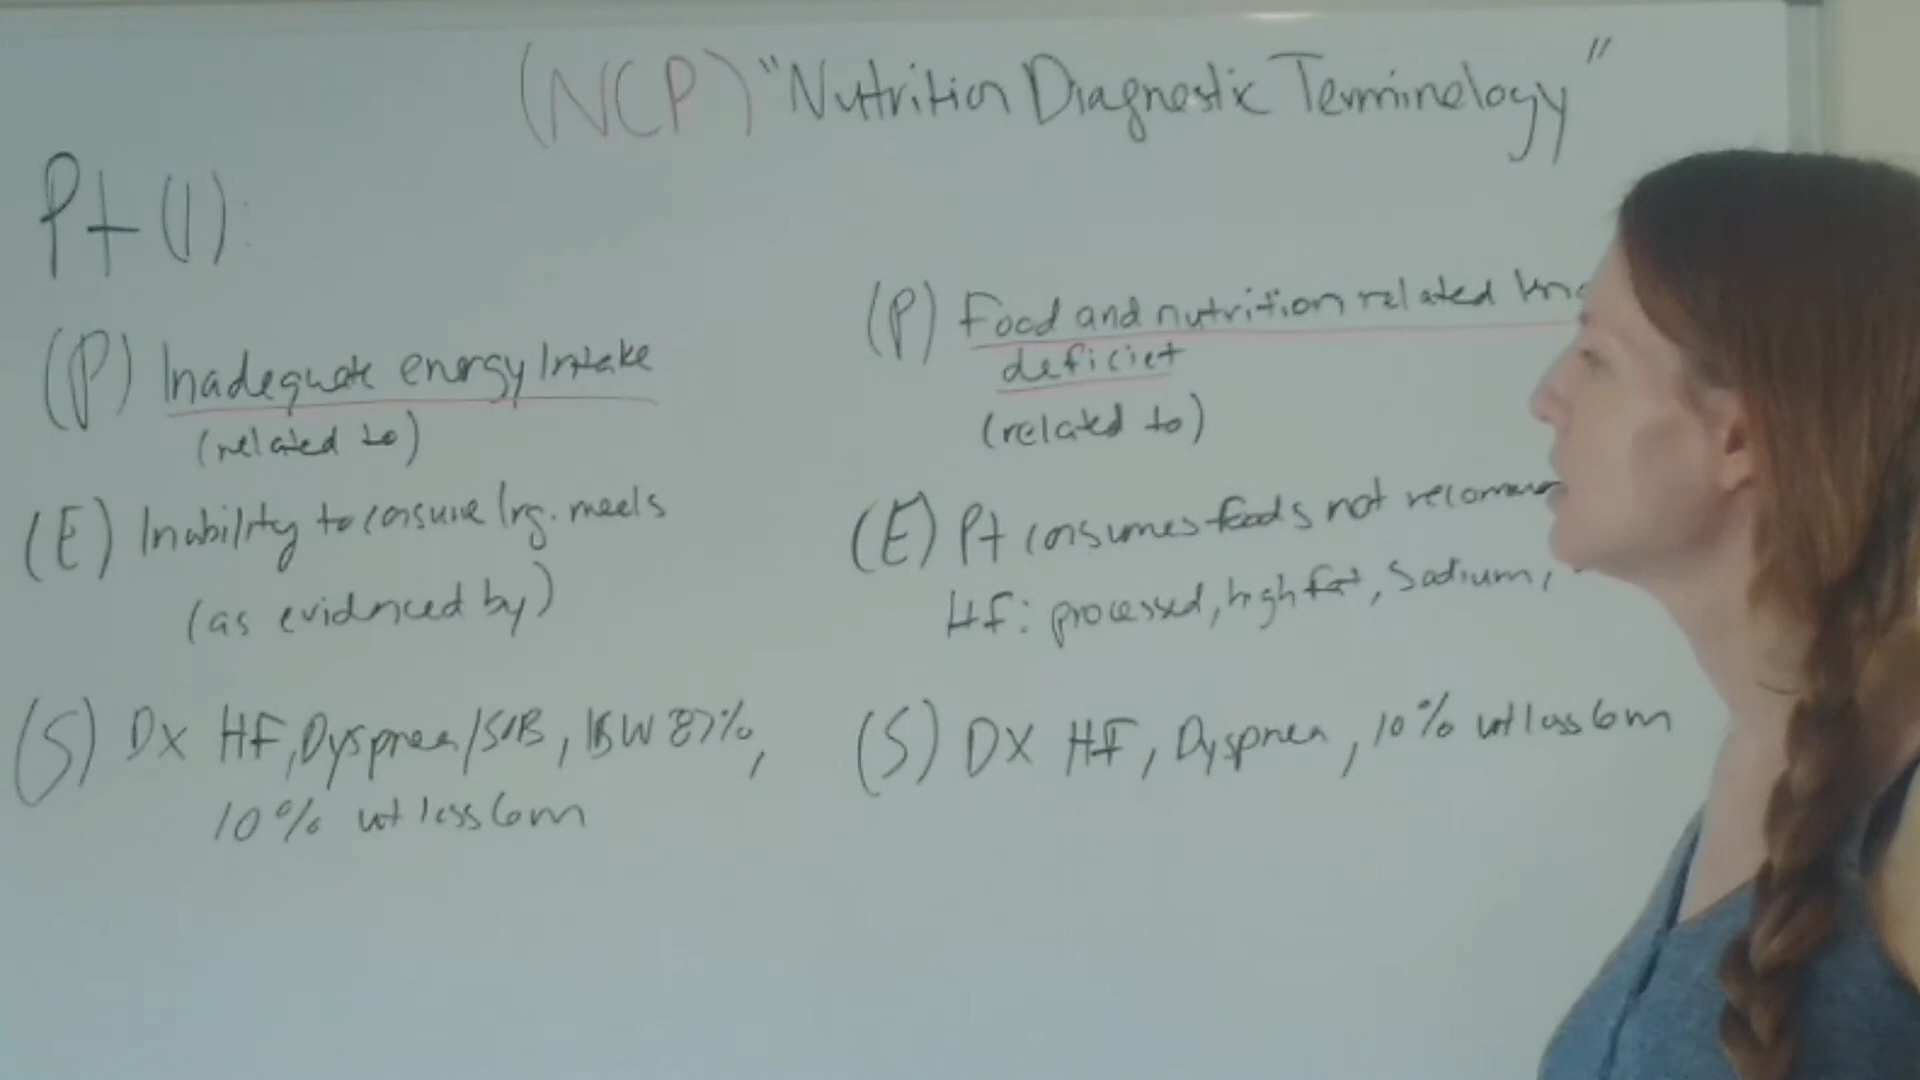 (NCP) "Nutrition Diagnostic Terminology"
Pt (1):
(P) Inadequate energy Intake
(related to)
(E) Inability to consume lrg. meals
(as evidenced by)
(S) DX HF, Dyspnea/SOB, IBW 87%,
10% wt loss 6m
(P) Food and nutrition related
deficiet
(related to)
(E) Pt consumes foods not
HF: processed, high fat, Sodium,
(S) DX HF, Dyspnea, 10% wt loss 6m